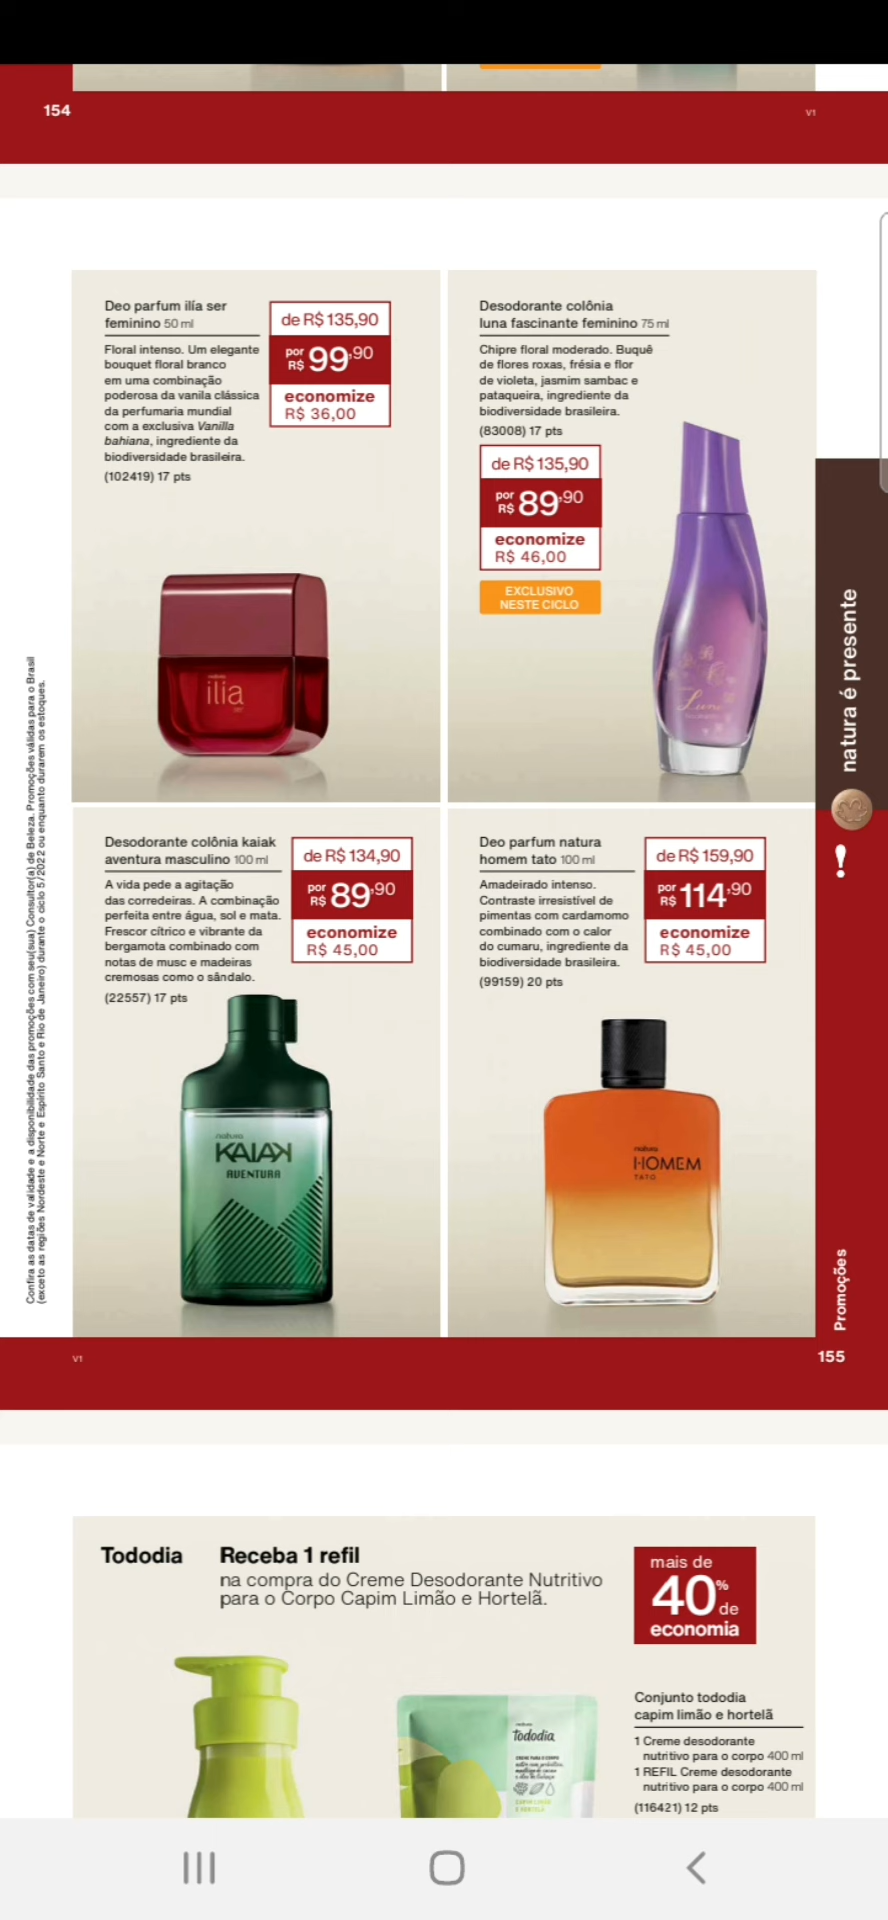 154
V1
Deo parfum ilía ser
feminino 50 ml
de R$ 135,90
por R$ 99,90
economize
R$ 36,00
Floral intenso. Um elegante
bouquet floral branco
em uma combinação
poderosa da vanila clássica
da perfumaria mundial
com a exclusiva Vanilla
bahiana, ingrediente da
biodiversidade brasileira.
(102419) 17 pts
natura
ilía
ser
Desodorante colônia
luna fascinante feminino 75 ml
Chipre floral moderado. Buquê
de flores roxas, frésia e flor
de violeta, jasmim sambac e
pataqueira, ingrediente da
biodiversidade brasileira.
(83008) 17 pts
de R$ 135,90
por R$ 89,90
economize
R$ 46,00
EXCLUSIVO
NESTE CICLO
Luna
Desodorante colônia kaiak
aventura masculino 100 ml
de R$ 134,90
por R$ 89,90
economize
R$ 45,00
A vida pede a agitação
das corredeiras. A combinação
perfeita entre água, sol e mata.
Frescor cítrico e vibrante da
bergamota combinado com
notas de musc e madeiras
cremosas como o sândalo.
(22557) 17 pts
natura
KAIAK
AVENTURA
Deo parfum natura
homem tato 100 ml
de R$ 159,90
por R$ 114,90
economize
R$ 45,00
Amadeirado intenso.
Contraste irresistível de
pimentas com cardamomo
combinado com o calor
do cumaru, ingrediente da
biodiversidade brasileira.
(99159) 20 pts
natura
HOMEM
TATO
Confira as datas de validade e a disponibilidade das promoções com seu(sua) Consultor(a) de Beleza. Promoções válidas para o Brasil
(exceto as regiões Nordeste e Norte e Espírito Santo e Rio de Janeiro) durante o ciclo 5/2022 ou enquanto durarem os estoques.
natura é presente
!
Promoções
V1
155
Tododia
Receba 1 refil
na compra do Creme Desodorante Nutritivo
para o Corpo Capim Limão e Hortelã.
mais de
40% de
economia
Conjunto tododia
capim limão e hortelã
1 Creme desodorante
nutritivo para o corpo 400 ml
1 REFIL Creme desodorante
nutritivo para o corpo 400 ml
(116421) 12 pts
natura
tododia
CREME PARA O CORPO
CAPIM LIMÃO
E HORTELÃ